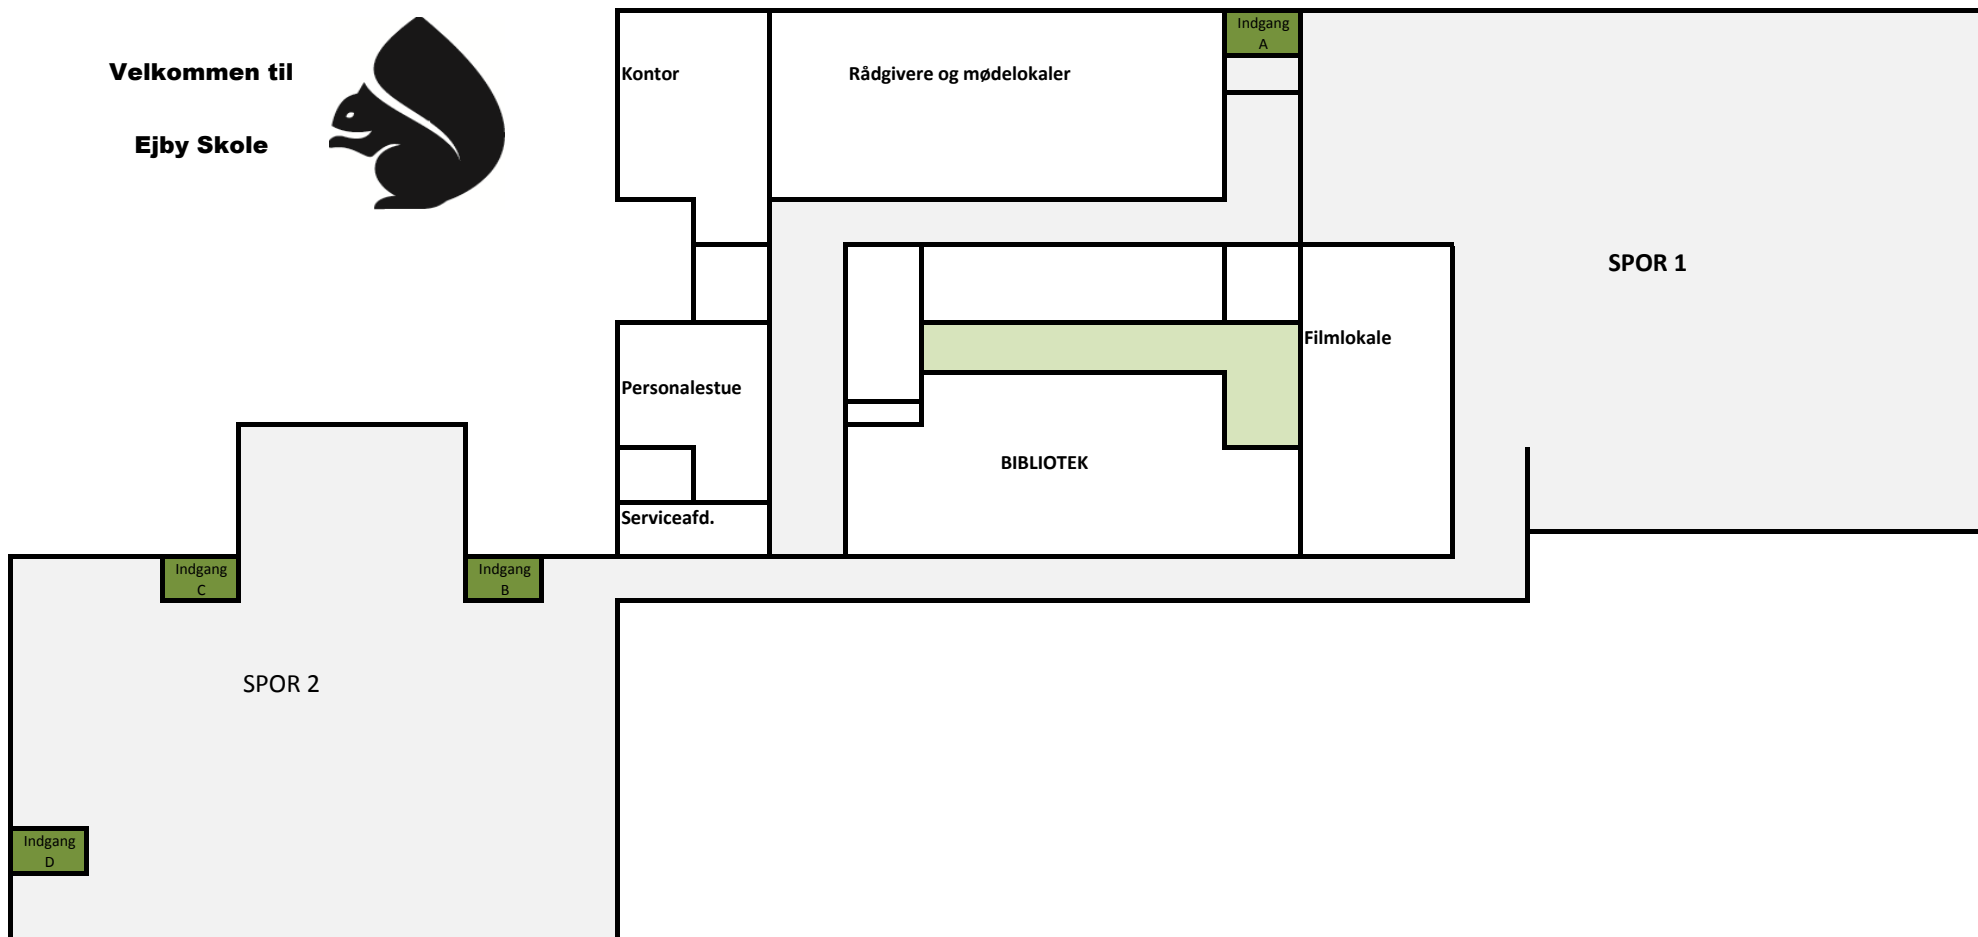 Velkommen til
Ejby Skole
Kontor
Rådgivere og mødelokaler
Indgang
A
SPOR 1
Filmlokale
Personalestue
BIBLIOTEK
Serviceafd.
Indgang
C
Indgang
B
SPOR 2
Indgang
D